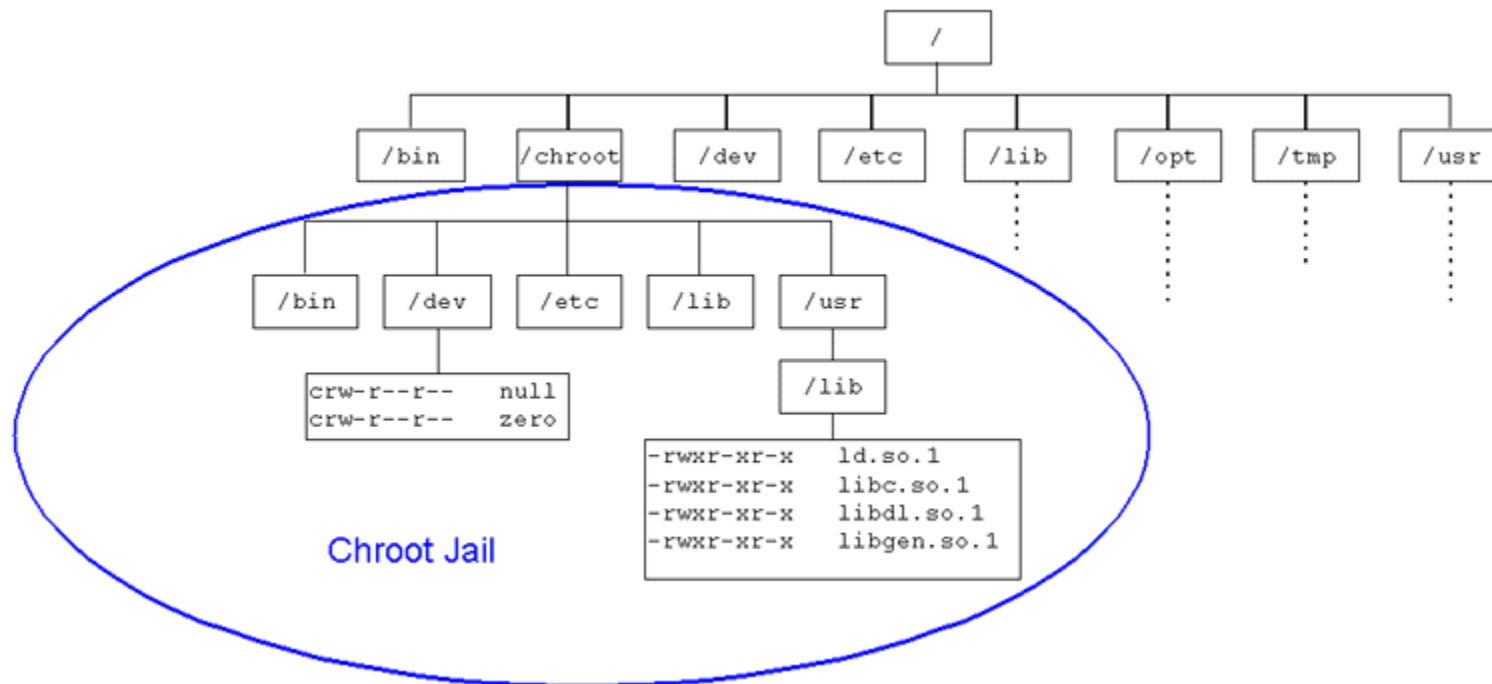 /
/bin /chroot /dev /etc /lib /opt /tmp /usr
/bin /dev /etc /lib /usr
crw-r--r-- null
crw-r--r-- zero
/lib
-rwxr-xr-x ld.so.1
-rwxr-xr-x libc.so.1
-rwxr-xr-x libdl.so.1
-rwxr-xr-x libgen.so.1
Chroot Jail